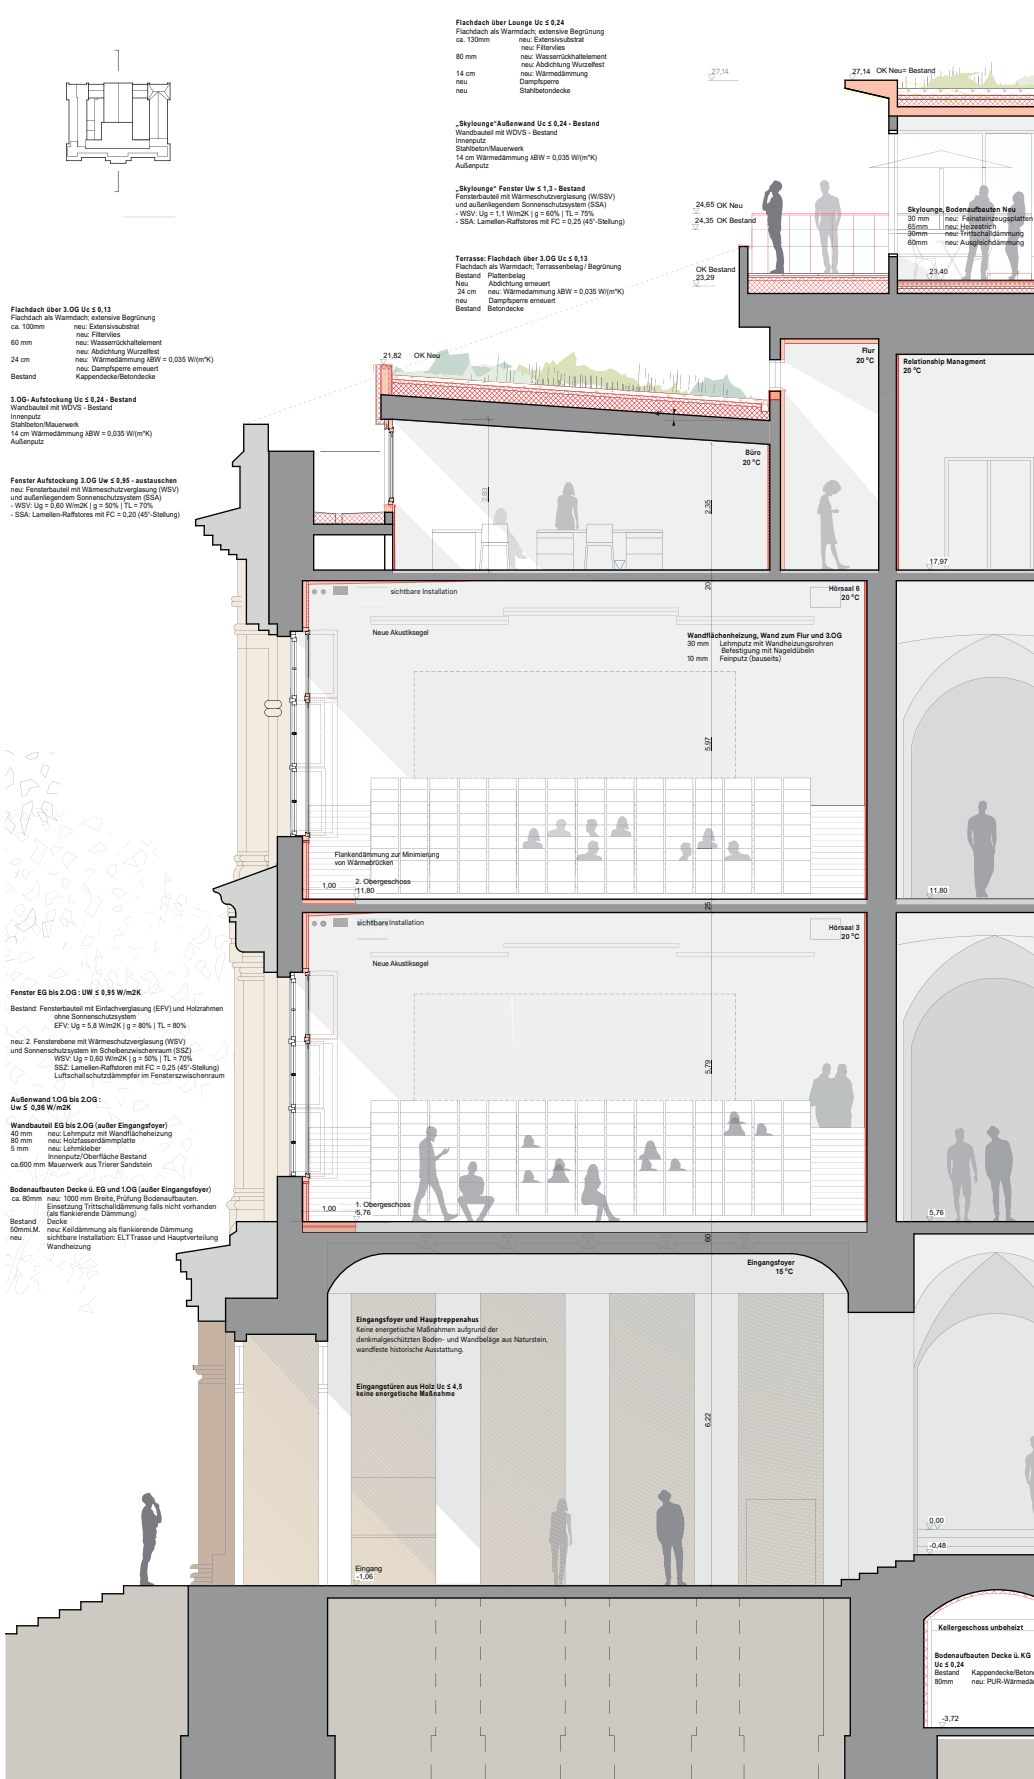 Flachdach über Lounge Uc ≤ 0,24
Flachdach als Warmdach; extensive Begrünung
ca. 130mm neu: Extensivsubstrat
neu: Filtervlies
80 mm neu: Wasserrückhaltelement
neu: Abdichtung Wurzelfest
14 cm neu: Wärmedämmung
neu Dampfsperre
neu Stahlbetondecke
27,14
27,14 OK Neu= Bestand
„Skylounge"Außenwand Uc ≤ 0,24 - Bestand
Wandbauteil mit WDVS - Bestand
Innenputz
Stahlbeton/Mauerwerk
14 cm Wärmedämmung λBW = 0,035 W/(m*K)
Außenputz
„Skylounge" Fenster Uw ≤ 1,3 - Bestand
Fensterbauteil mit Wärmeschutzverglasung (W/SSV)
und außenliegendem Sonnenschutzsystem (SSA)
- WSV: Ug = 1,1 W/m2K | g = 60% | TL = 75%
- SSA: Lamellen-Raffstores mit FC = 0,25 (45°-Stellung)
24,65 OK Neu
24,35 OK Bestand
Skylounge, Bodenaufbauten Neu
30 mm neu: Feinsteinzeugsplatten
65mm neu: Heizestrich
30mm neu: Trittschalldämmung
60mm neu: Ausgleichdämmung
Terrasse: Flachdach über 3.OG Uc ≤ 0,13
Flachdach als Warmdach; Terrassenbelag / Begrünung
Bestand Plattenbelag
Neu Abdichtung erneuert
24 cm neu: Wärmedammung λBW = 0,035 W/(m*K)
neu Dampfsperre erneuert
Bestand Betondecke
OK Bestand
23,29
23,40
Flachdach über 3.OG Uc ≤ 0,13
Flachdach als Warmdach; extensive Begrünung
ca. 100mm neu: Extensivsubstrat
neu: Filtervlies
60 mm neu: Wasserrückhaltelement
neu: Abdichtung Wurzelfest
24 cm neu: Wärmedämmung λBW = 0,035 W/(m*K)
neu: Dampfsperre erneuert
Bestand Kappendecke/Betondecke
21,82 OK Neu
Flur
20 °C
Relationship Managment
20 °C
3.OG- Aufstockung Uc ≤ 0,24 - Bestand
Wandbauteil mit WDVS - Bestand
Innenputz
Stahlbeton/Mauerwerk
14 cm Wärmedämmung λBW = 0,035 W/(m*K)
Außenputz
Büro
20 °C
Fenster Aufstockung 3.OG Uw ≤ 0,95 - austauschen
neu: Fensterbauteil mit Wärmeschutzverglasung (WSV)
und außenliegendem Sonnenschutzsystem (SSA)
- WSV: Ug = 0,60 W/m2K | g = 50% | TL = 70%
- SSA: Lamellen-Raffstores mit FC = 0,20 (45°-Stellung)
2,83
2,35
17,97
20
sichtbare Installation
Hörsaal 6
20 °C
Neue Akustiksegel
Wandflächenheizung, Wand zum Flur und 3.OG
30 mm Lehmputz mit Wandheizungsrohren
Befestigung mit Nageldübeln
10 mm Feinputz (bauseits)
5,97
Flankendämmung zur Minimierung
von Wärmebrücken
1,00
2. Obergeschoss
11,80
11,80
25
sichtbare Installation
Hörsaal 3
20 °C
Neue Akustiksegel
Fenster EG bis 2.OG : UW ≤ 0,95 W/m2K
Bestand: Fensterbauteil mit Einfachverglasung (EFV) und Holzrahmen
ohne Sonnenschutzsystem
EFV: Ug = 5,8 W/m2K | g = 80% | TL = 80%
neu: 2. Fensterebene mit Wärmeschutzverglasung (WSV)
und Sonnenschutzsystem im Scheibenzwischenraum (SSZ)
WSV: Ug = 0,60 W/m2K | g = 50% | TL = 70%
SSZ: Lamellen-Raffstoren mit FC = 0,25 (45°-Stellung)
Luftschallschutzdämmpfer im Fensterszwischenraum
5,79
Außenwand 1.OG bis 2.OG :
Uw ≤ 0,36 W/m2K
Wandbauteil EG bis 2.OG (außer Eingangsfoyer)
40 mm neu: Lehmputz mit Wandflächeheizung
80 mm neu: Holzfasserdämmplatte
5 mm neu: Lehmkleber
Innenputz/Oberfläche Bestand
ca.600 mm Mauerwerk aus Trierer Sandstein
Bodenaufbauten Decke ü. EG und 1.OG (außer Eingangsfoyer)
ca. 80mm neu: 1000 mm Breite, Prüfung Bodenaufbauten.
Einsetzung Trittschalldämmung falls nicht vorhanden
(als flankierende Dämmung)
Bestand Decke
50mmi.M. neu: Keildämmung als flankierende Dämmung
neu sichtbare Installation: ELT Trasse und Hauptverteilung
Wandheizung
1,00
1. Obergeschoss
5,76
5,76
60
Eingangsfoyer
15 °C
Eingangsfoyer und Hauptreppenahus
Keine energetische Maßnahmen aufgrund der
denkmalgeschützten Boden- und Wandbeläge aus Naturstein,
wandfeste historische Ausstattung.
Eingangstüren aus Holz Uc ≤ 4,5
keine energetische Maßnahme
6,22
0,00
-0,48
Eingang
-1,06
Kellergeschoss unbeheizt
Bodenaufbauten Decke ü. KG
Uc ≤ 0,24
Bestand Kappendecke/Beton
80mm neu: PUR-Wärmedä
-3,72